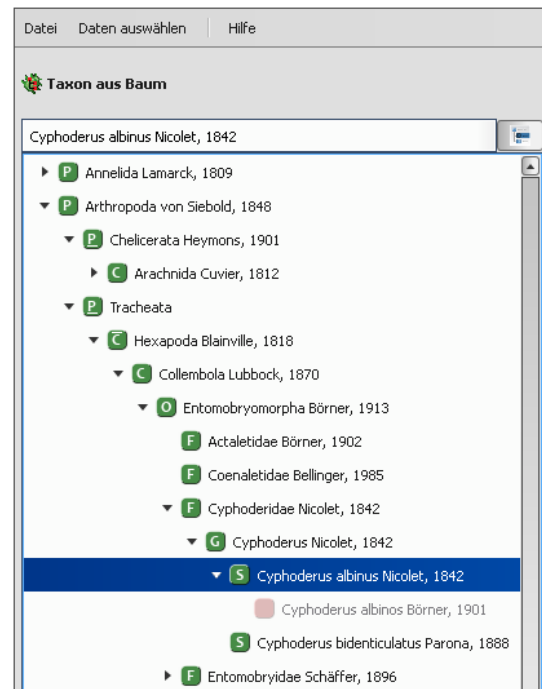 Datei Daten auswählen Hilfe
Taxon aus Baum
Cyphoderus albinus Nicolet, 1842
P Annelida Lamarck, 1809
P Arthropoda von Siebold, 1848
P Chelicerata Heymons, 1901
C Arachnida Cuvier, 1812
P Tracheata
C Hexapoda Blainville, 1818
C Collembola Lubbock, 1870
O Entomobryomorpha Börner, 1913
F Actaletidae Börner, 1902
F Coenaletidae Bellinger, 1985
F Cyphoderidae Nicolet, 1842
G Cyphoderus Nicolet, 1842
S Cyphoderus albinus Nicolet, 1842
Cyphoderus albinos Börner, 1901
S Cyphoderus bidenticulatus Parona, 1888
F Entomobryidae Schäffer, 1896